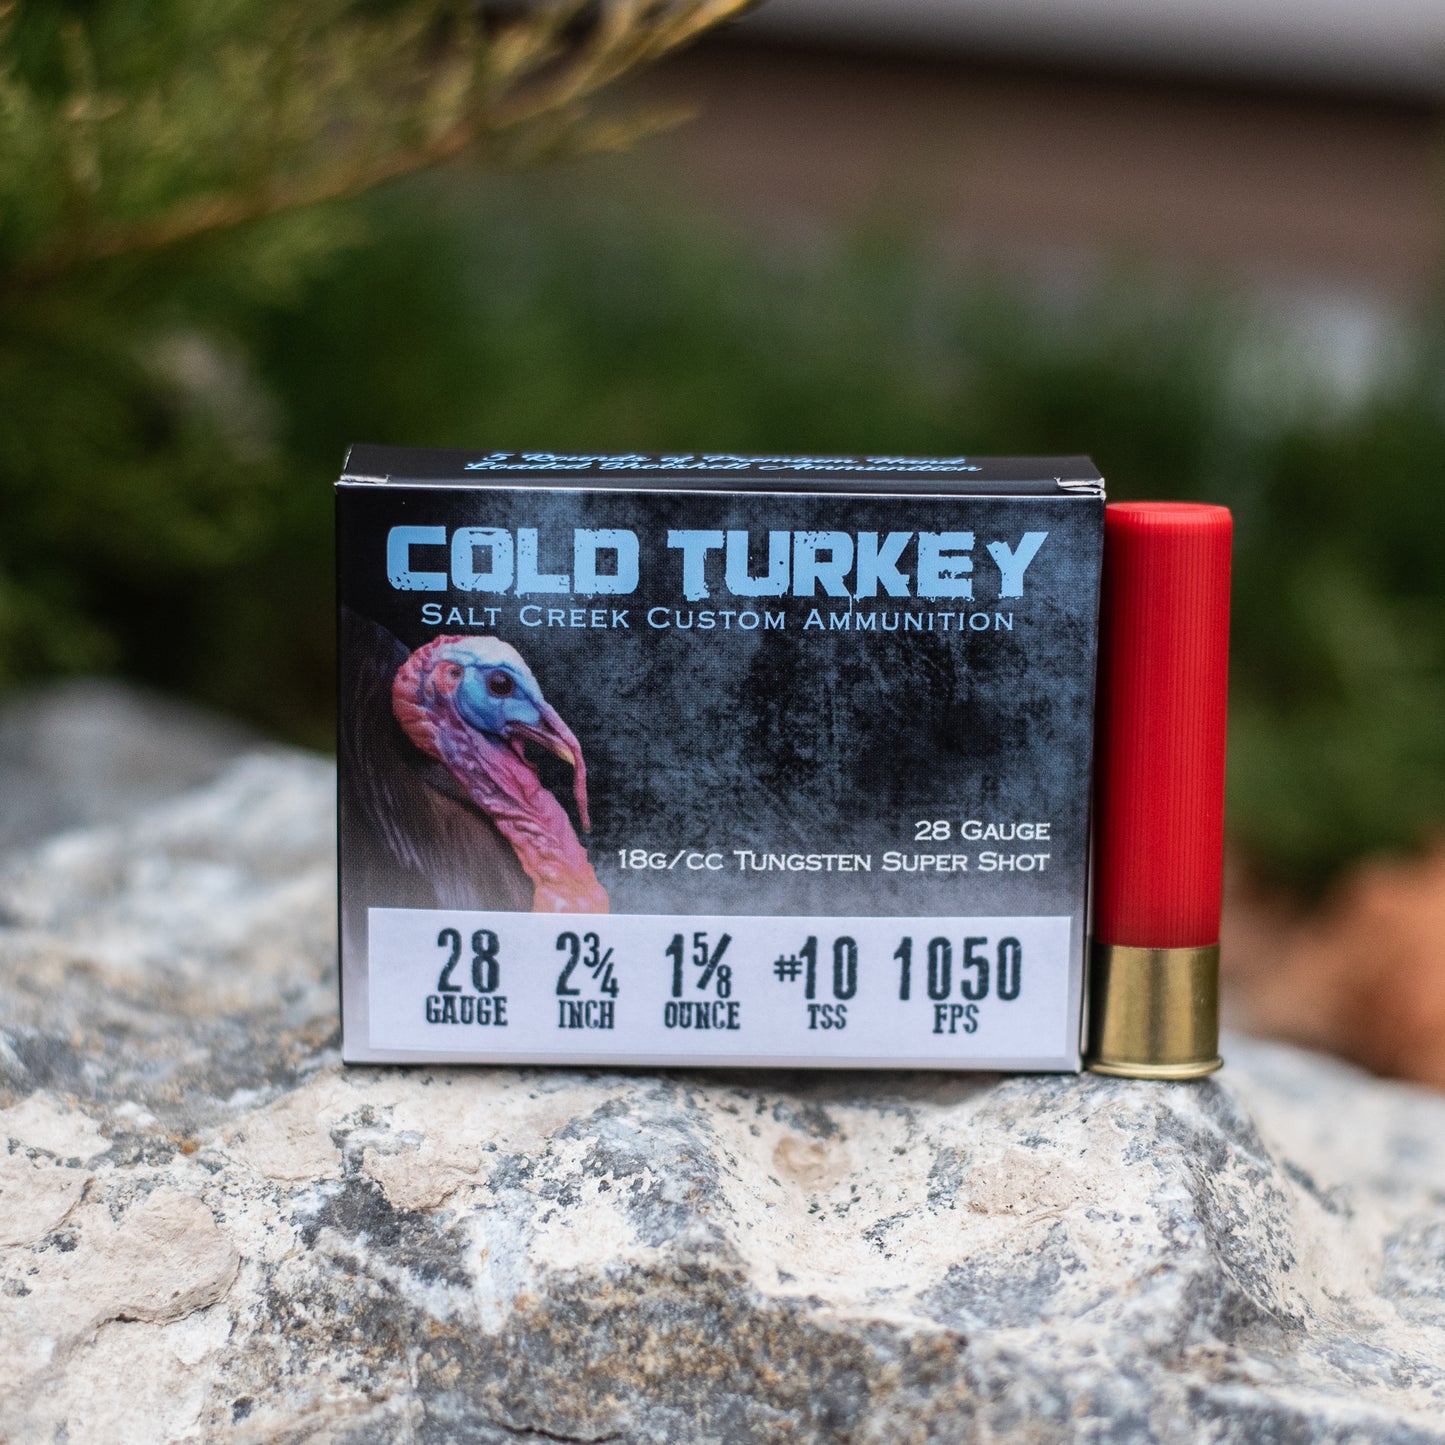 5 Rounds of Premium Hand
Loaded Shotshell Ammunition
COLD TURKEY
SALT CREEK CUSTOM AMMUNITION
28 GAUGE
18G/CC TUNGSTEN SUPER SHOT
28 2¾ 1⅝ #10 1050
GAUGE INCH OUNCE TSS FPS